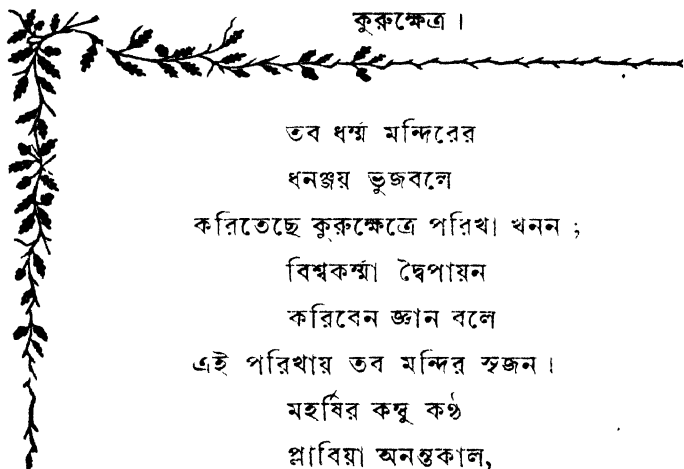 কুরুক্ষেত্র।
তব ধর্ম্ম মন্দিরের
ধনঞ্জয় ভুজবলে
করিতেছে কুরুক্ষেত্রে পরিখা খনন ;
বিশ্বকর্ম্মা দ্বৈপায়ন
করিবেন জ্ঞান বলে
এই পরিখায় তব মন্দির সৃজন।
মহর্ষির কম্বু কণ্ঠ
প্লাবিয়া অনন্তকাল,